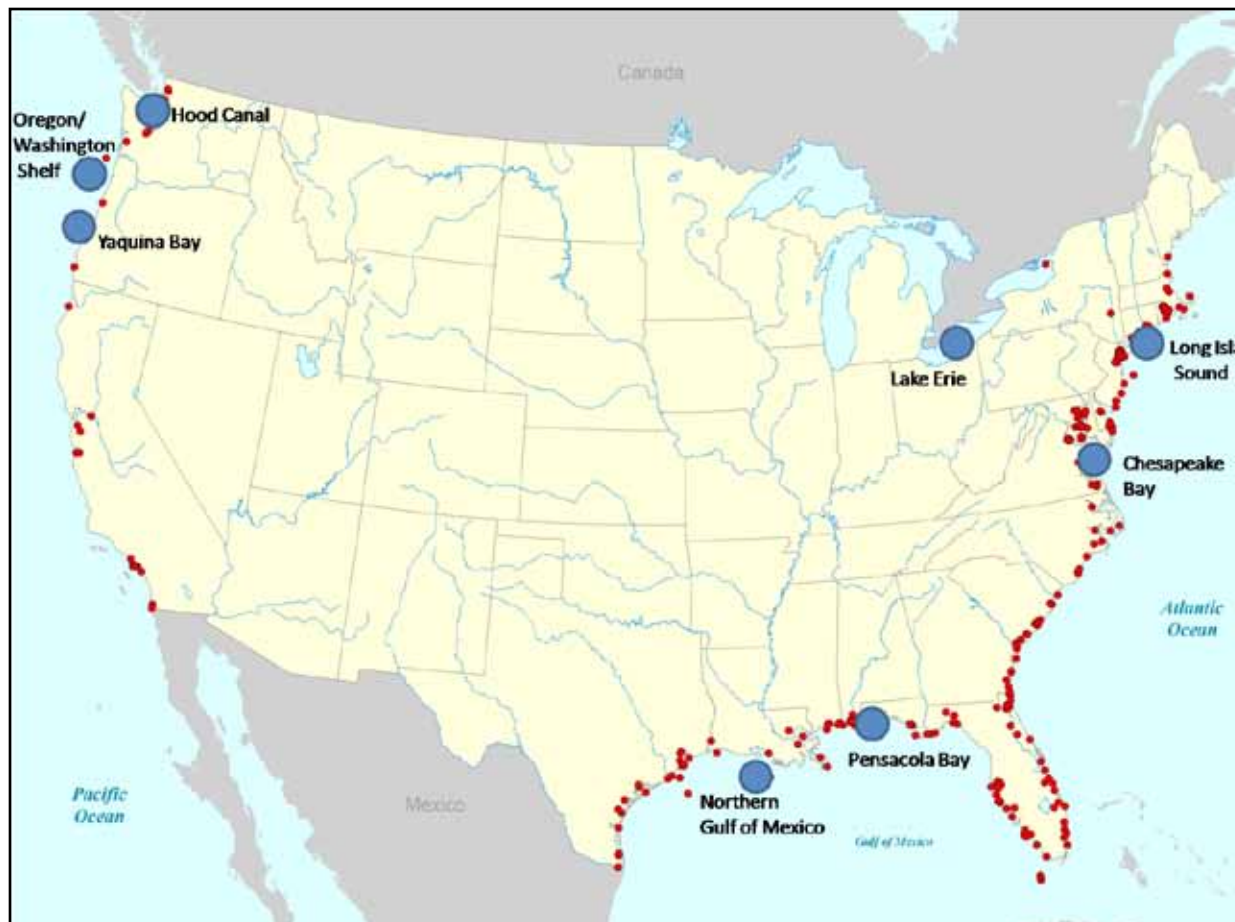 Canada
Hood Canal
Oregon/
Washington
Shelf
Yaquina Bay
Lake Erie
Long Isl
Sound
Chesapeake
Bay
Atlantic
Ocean
Pensacola Bay
Northern
Gulf of Mexico
Gulf of Mexico
Pacific
Ocean
Mexico